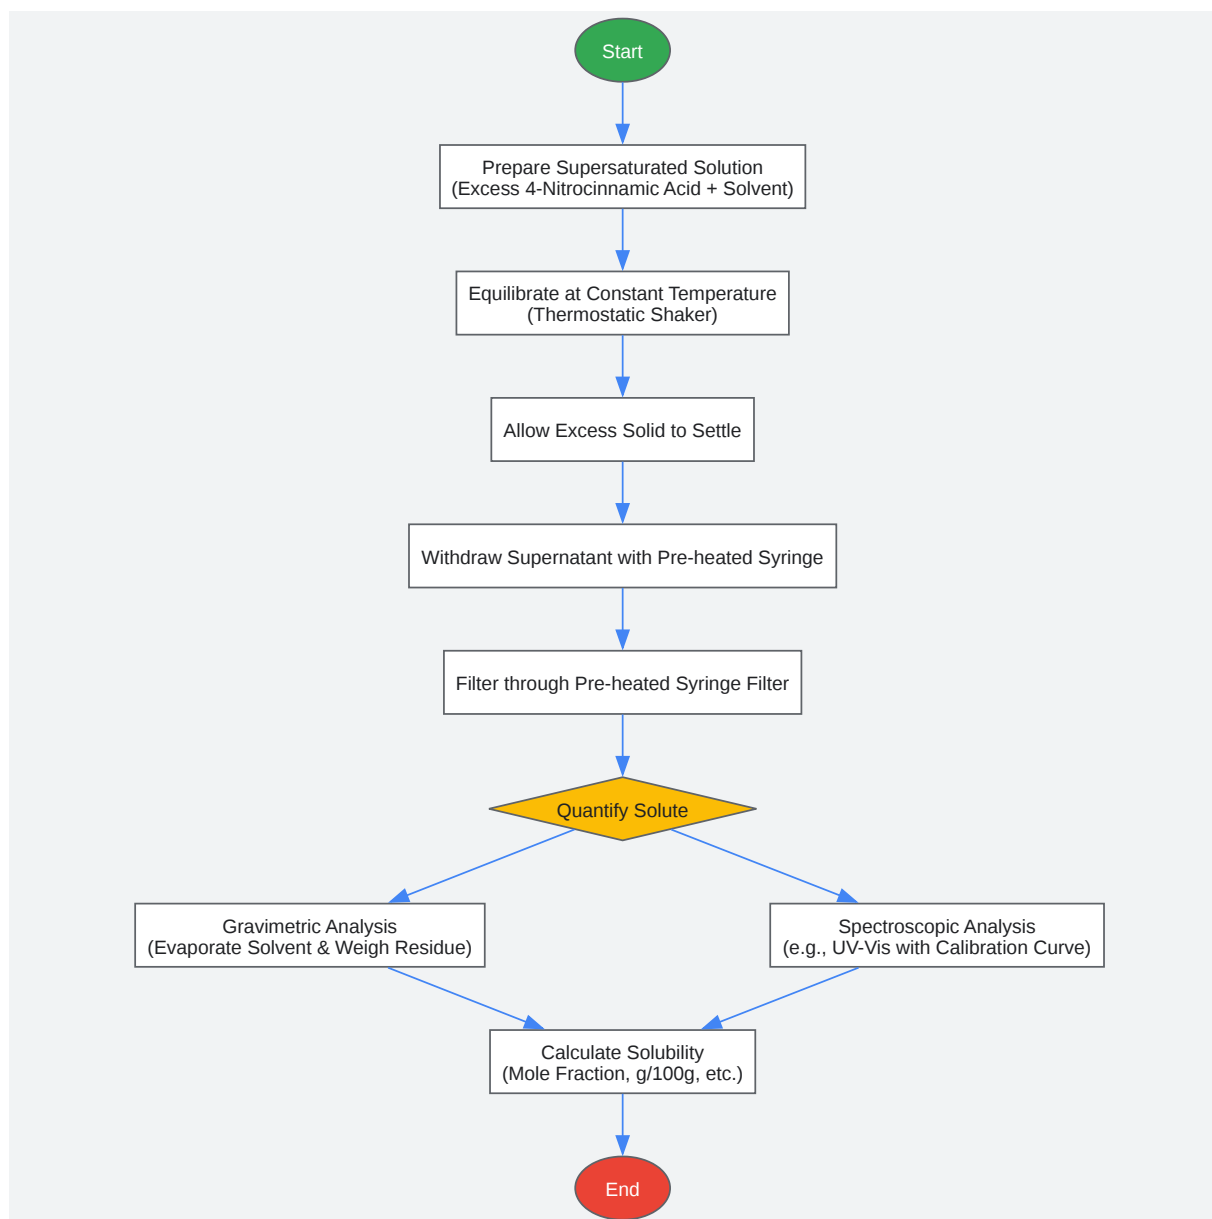 Start
Prepare Supersaturated Solution
(Excess 4-Nitrocinnamic Acid + Solvent)
Equilibrate at Constant Temperature
(Thermostatic Shaker)
Allow Excess Solid to Settle
Withdraw Supernatant with Pre-heated Syringe
Filter through Pre-heated Syringe Filter
Quantify Solute
Gravimetric Analysis
(Evaporate Solvent & Weigh Residue)
Spectroscopic Analysis
(e.g., UV-Vis with Calibration Curve)
Calculate Solubility
(Mole Fraction, g/100g, etc.)
End